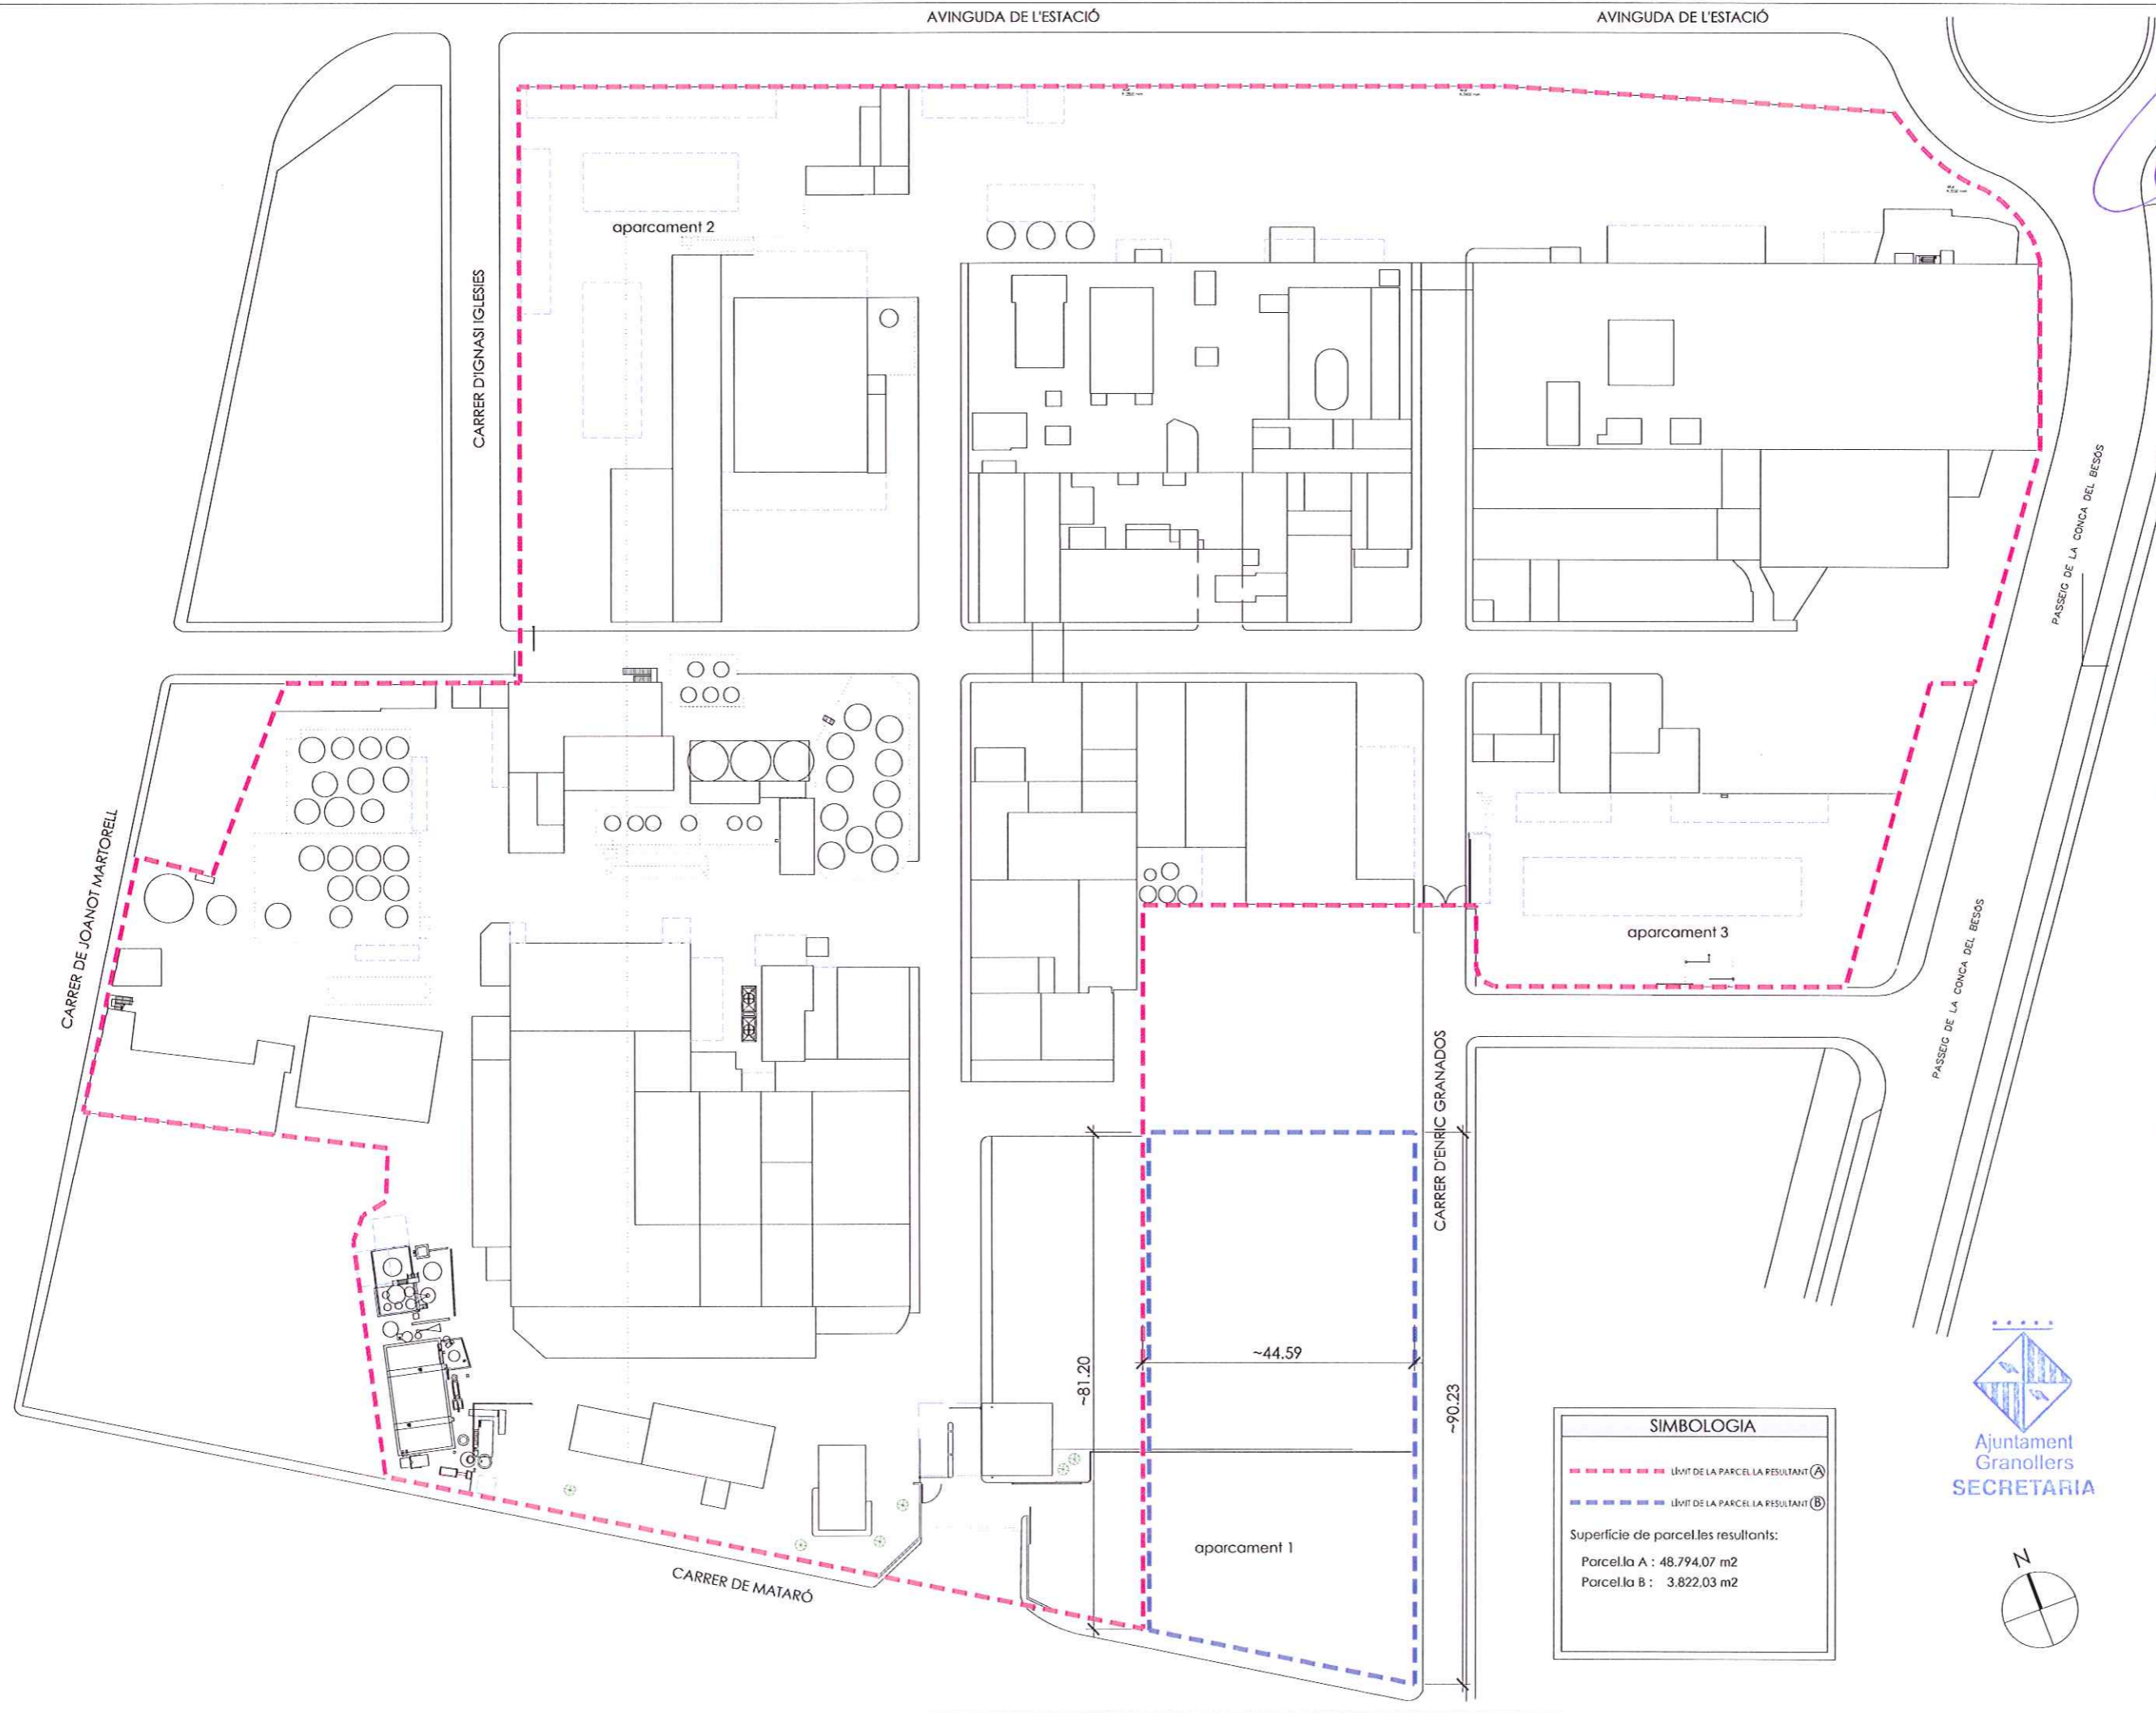 AVINGUDA DE L'ESTACIÓ
AVINGUDA DE L'ESTACIÓ
aparcament 2
CARRER D'IGNASI IGLESIES
PASSEIG DE LA CONCA DEL BESÒS
CARRER DE JOANOT MARTORELL
aparcament 3
PASSEIG DE LA CONCA DEL BESÒS
CARRER D'ENRIC GRANADOS
~44.59
~81.20
~90.23
aparcament 1
CARRER DE MATARÓ
SIMBOLOGIA
LÍMIT DE LA PARCEL.LA RESULTANT A
LÍMIT DE LA PARCEL.LA RESULTANT B
Superfície de parcel.les resultants:
Parcel.la A : 48.794,07 m2
Parcel.la B : 3.822,03 m2
Ajuntament
Granollers
SECRETARIA
N